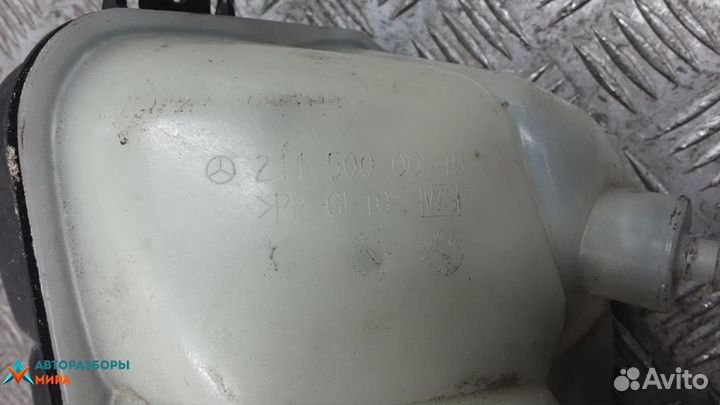 211 500 00 49
>PP-GF10<
АВТОРАЗБОРЫ
МИРА
Avito